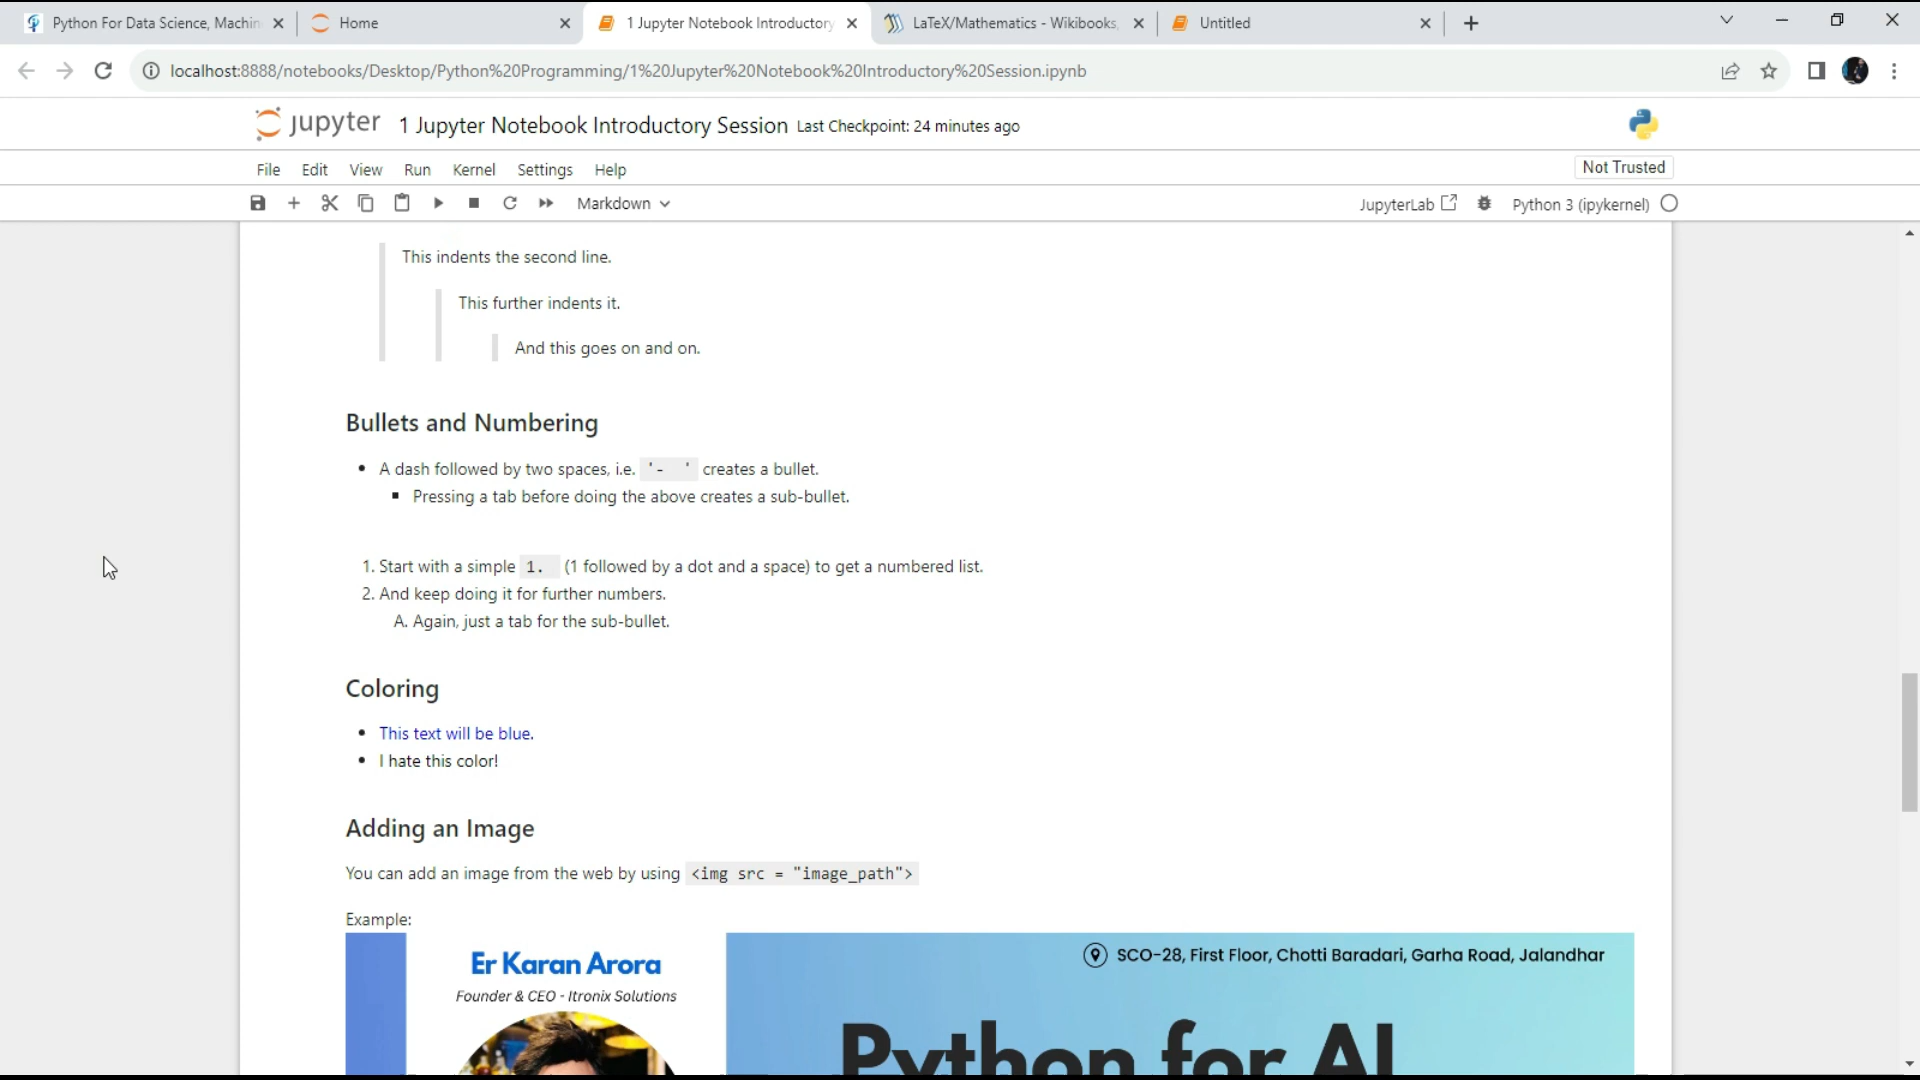 Python For Data Science, Machin
Home
1 Jupyter Notebook Introductory
LaTeX/Mathematics - Wikibooks,
Untitled
localhost:8888/notebooks/Desktop/Python%20Programming/1%20Jupyter%20Notebook%20Introductory%20Session.ipynb
jupyter 1 Jupyter Notebook Introductory Session Last Checkpoint: 24 minutes ago
File Edit View Run Kernel Settings Help
Not Trusted
Markdown
JupyterLab
Python 3 (ipykernel)
This indents the second line.
This further indents it.
And this goes on and on.
Bullets and Numbering
• A dash followed by two spaces, i.e. '-  ' creates a bullet.
▪ Pressing a tab before doing the above creates a sub-bullet.
1. Start with a simple 1. (1 followed by a dot and a space) to get a numbered list.
2. And keep doing it for further numbers.
A. Again, just a tab for the sub-bullet.
Coloring
• This text will be blue.
• I hate this color!
Adding an Image
You can add an image from the web by using <img src = "image_path">
Example:
Er Karan Arora
Founder & CEO - Itronix Solutions
SCO-28, First Floor, Chotti Baradari, Garha Road, Jalandhar
Python for AI